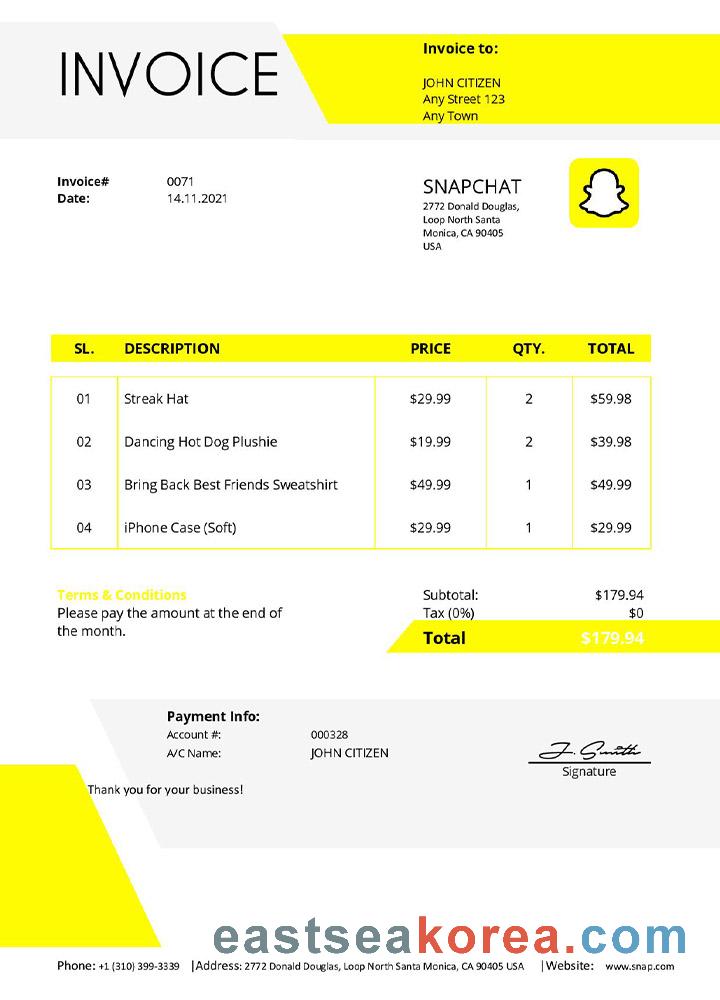 INVOICE
Invoice to:
JOHN CITIZEN
Any Street 123
Any Town
Invoice# 0071
Date: 14.11.2021
SNAPCHAT
2772 Donald Douglas,
Loop North Santa
Monica, CA 90405
USA
SL. DESCRIPTION PRICE QTY. TOTAL
01 Streak Hat $29.99 2 $59.98
02 Dancing Hot Dog Plushie $19.99 2 $39.98
03 Bring Back Best Friends Sweatshirt $49.99 1 $49.99
04 iPhone Case (Soft) $29.99 1 $29.99
Terms & Conditions
Please pay the amount at the end of
the month.
Subtotal: $179.94
Tax (0%) $0
Total $179.94
Payment Info:
Account #: 000328
A/C Name: JOHN CITIZEN
J. Smith
Signature
Thank you for your business!
eastseakorea.com
Phone: +1 (310) 399-3339 |Address: 2772 Donald Douglas, Loop North Santa Monica, CA 90405 USA |Website: www.snap.com